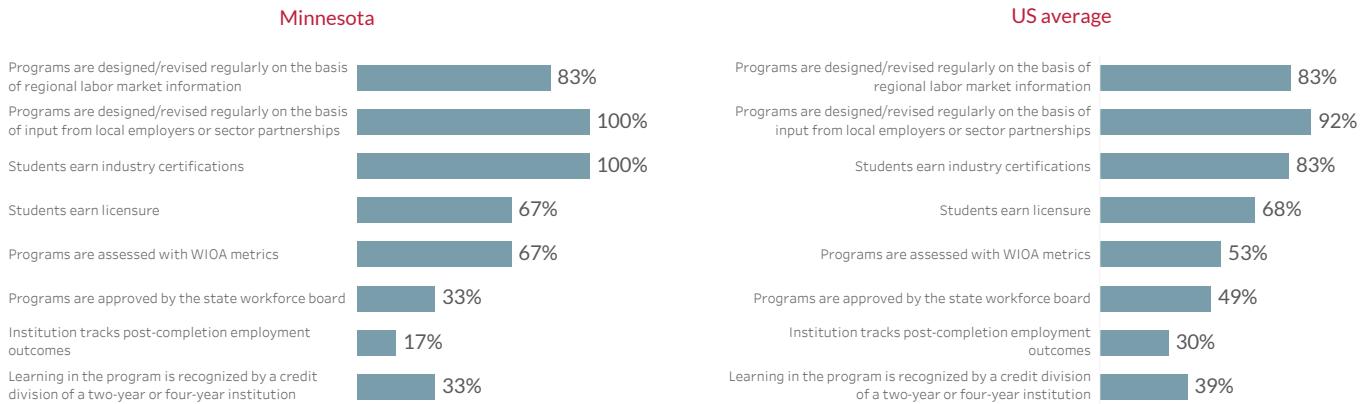 Minnesota
Programs are designed/revised regularly on the basis
of regional labor market information
83%
Programs are designed/revised regularly on the basis
of input from local employers or sector partnerships
100%
Students earn industry certifications
100%
Students earn licensure
67%
Programs are assessed with WIOA metrics
67%
Programs are approved by the state workforce board
33%
Institution tracks post-completion employment
outcomes
17%
Learning in the program is recognized by a credit
division of a two-year or four-year institution
33%
US average
Programs are designed/revised regularly on the basis of
regional labor market information
83%
Programs are designed/revised regularly on the basis of
input from local employers or sector partnerships
92%
Students earn industry certifications
83%
Students earn licensure
68%
Programs are assessed with WIOA metrics
53%
Programs are approved by the state workforce board
49%
Institution tracks post-completion employment
outcomes
30%
Learning in the program is recognized by a credit division
of a two-year or four-year institution
39%